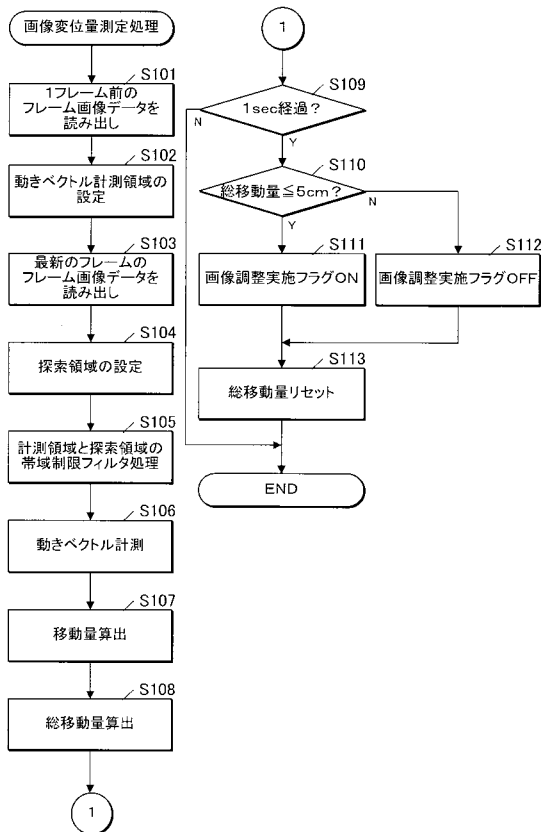 画像変位量測定処理
S101
1フレーム前の
フレーム画像データを
読み出し
S102
動きベクトル計測領域の
設定
S103
最新のフレームの
フレーム画像データを
読み出し
S104
探索領域の設定
S105
計測領域と探索領域の
帯域制限フィルタ処理
S106
動きベクトル計測
S107
移動量算出
S108
総移動量算出
1
1
S109
1sec経過?
N
Y
S110
総移動量≦5cm?
N
Y
S111
画像調整実施フラグON
S112
画像調整実施フラグOFF
S113
総移動量リセット
END